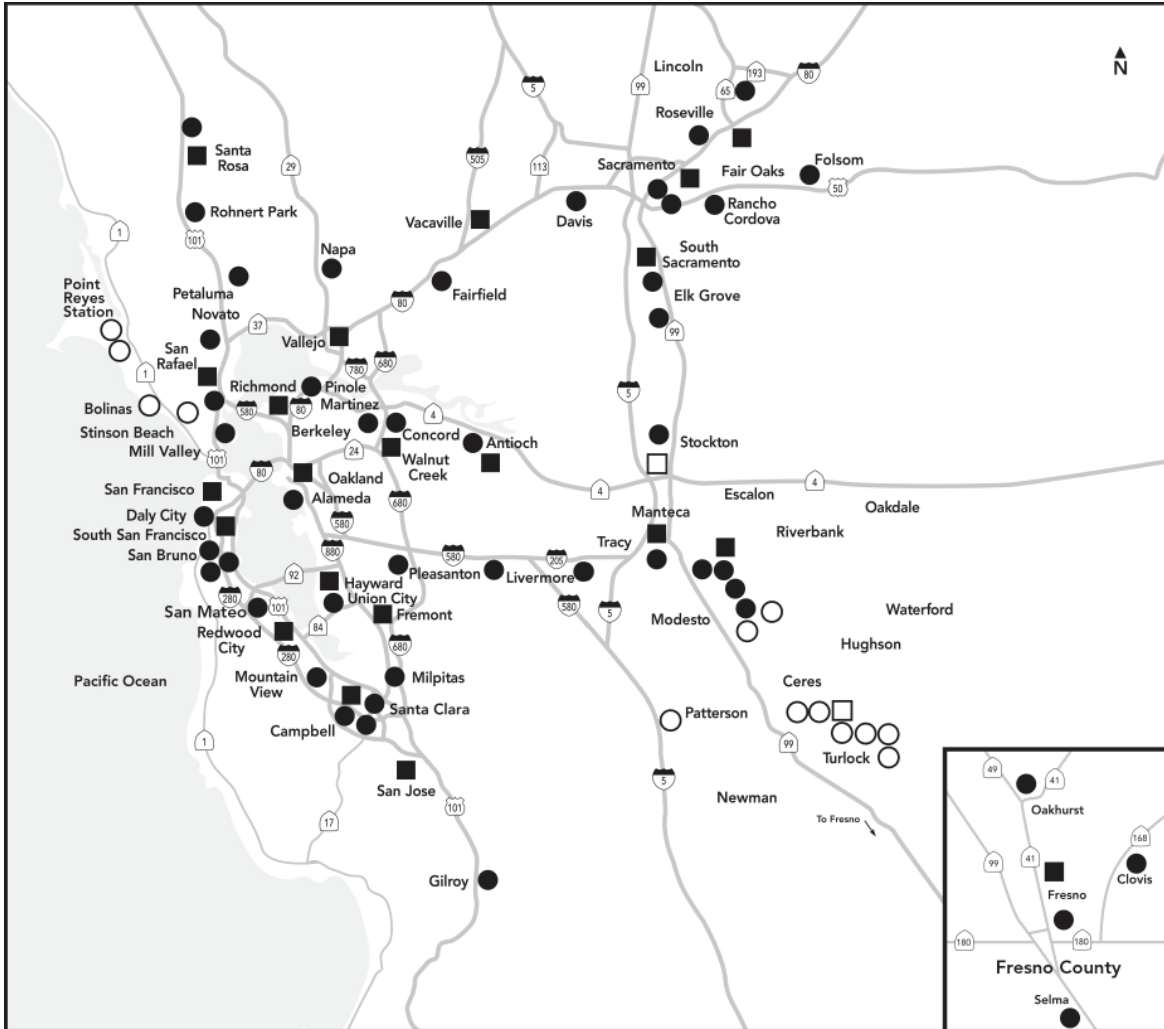 Lincoln
193
80
5
99
65
N
Roseville
Santa
Rosa
29
505
113
Sacramento
Fair Oaks
Folsom
50
Rancho
Cordova
Davis
Vacaville
Rohnert Park
1
101
Napa
South
Sacramento
Elk Grove
Point
Reyes
Station
Petaluma
Novato
Fairfield
80
37
99
Vallejo
San
Rafael
1
780
680
5
Richmond
Pinole
580
80
Martinez
Bolinas
4
Stinson Beach
Berkeley
Concord
Antioch
Stockton
Mill Valley
24
Walnut
Creek
101
80
Oakland
San Francisco
Alameda
680
4
Escalon
4
Oakdale
Daly City
580
Manteca
South San Francisco
Riverbank
San Bruno
880
580
205
Tracy
Pleasanton
Livermore
92
Hayward
Union City
280
San Mateo
101
580
5
Modesto
Waterford
Redwood
City
84
Fremont
Hughson
280
680
Pacific Ocean
Mountain
View
Milpitas
Ceres
Santa Clara
Campbell
Patterson
1
99
Turlock
San Jose
5
Newman
101
17
To Fresno
Gilroy
49
41
Oakhurst
168
99
41
Clovis
Fresno
180
180
Fresno County
Selma